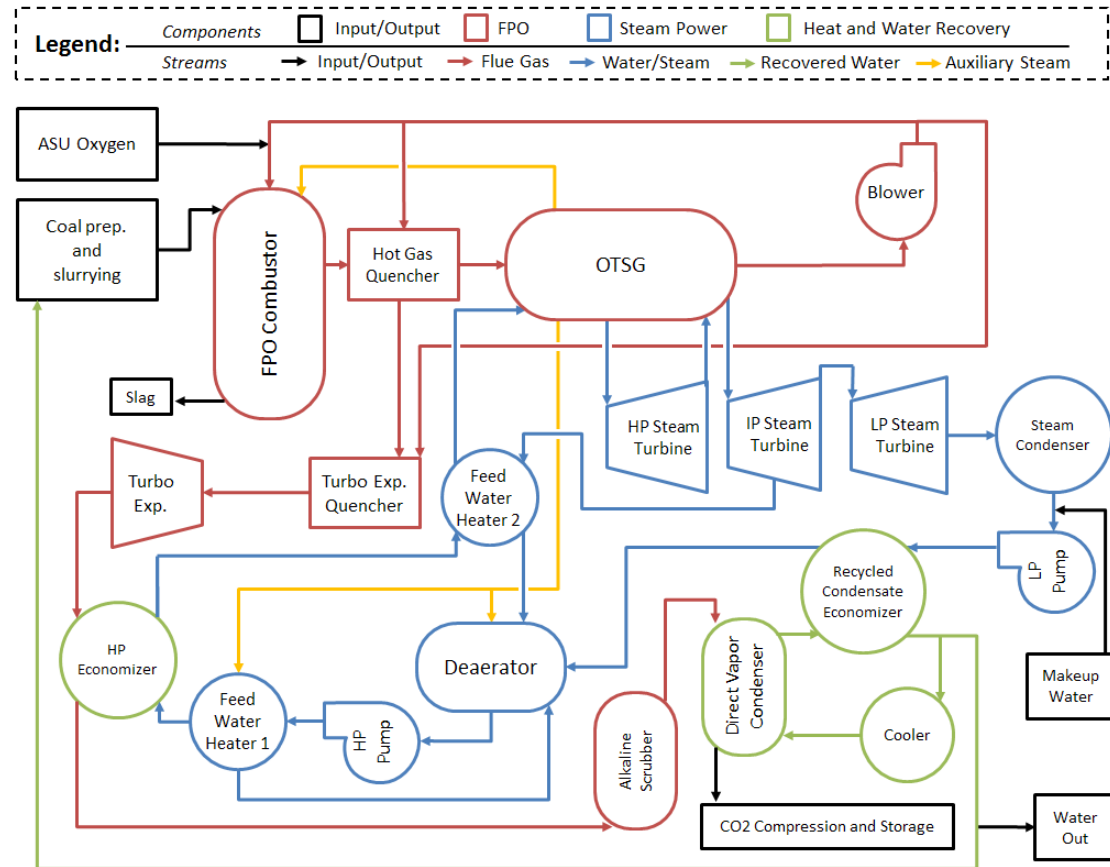 Legend:
Components
Input/Output
FPO
Steam Power
Heat and Water Recovery
Streams
Input/Output
Flue Gas
Water/Steam
Recovered Water
Auxiliary Steam
ASU Oxygen
Coal prep.
and
slurrying
FPO Combustor
Hot Gas
Quencher
OTSG
Blower
Slag
HP Steam
Turbine
IP Steam
Turbine
LP Steam
Turbine
Steam
Condenser
Turbo
Exp.
Turbo Exp.
Quencher
Feed
Water
Heater 2
LP
Pump
Recycled
Condensate
Economizer
HP
Economizer
Feed
Water
Heater 1
HP
Pump
Deaerator
Alkaline
Scrubber
Direct Vapor
Condenser
Cooler
Makeup
Water
CO2 Compression and Storage
Water
Out